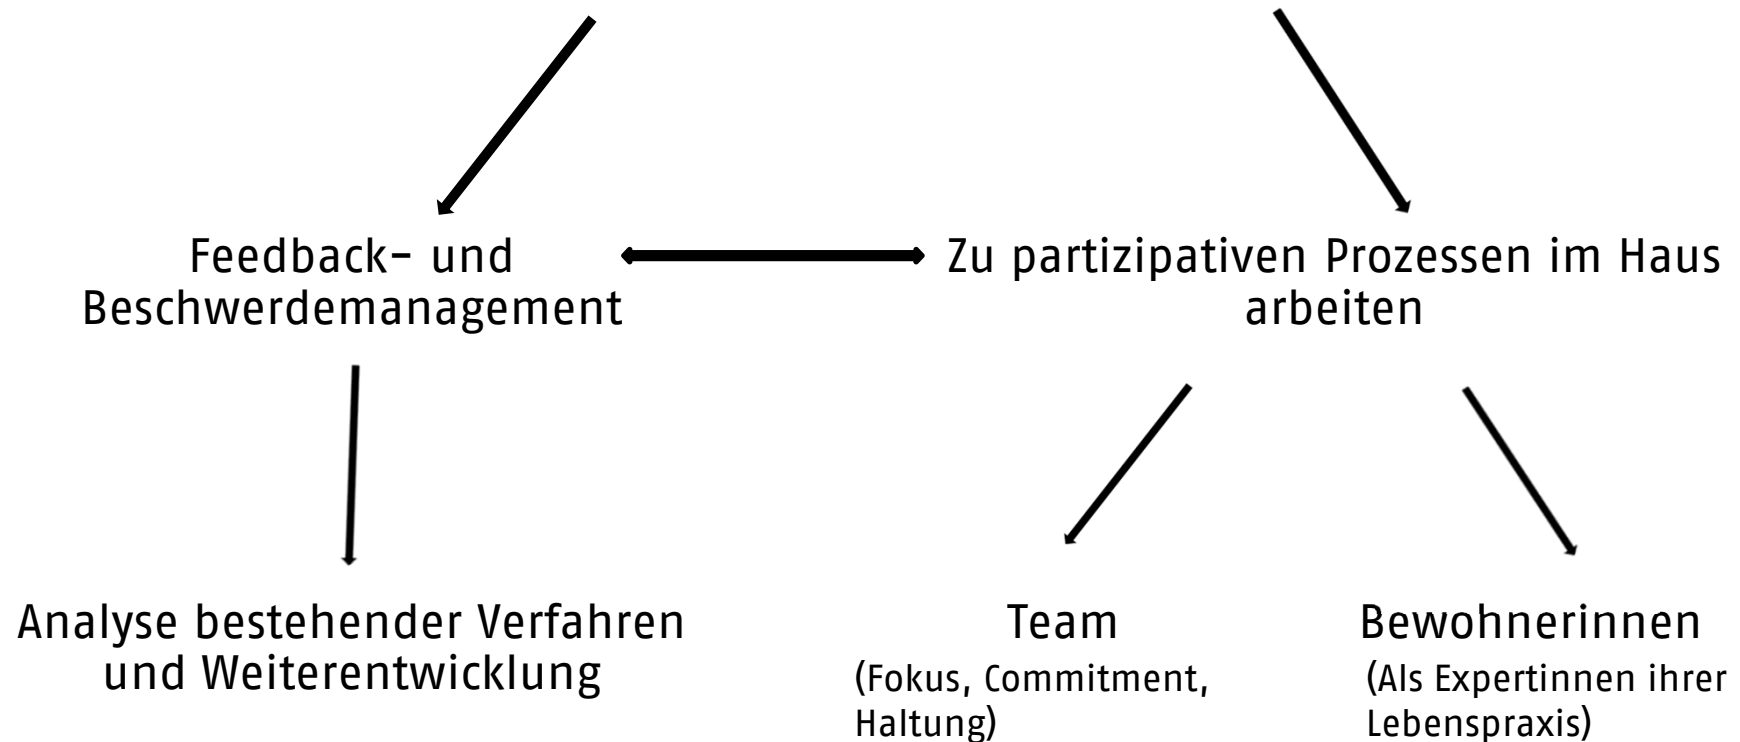 Feedback- und
Beschwerdemanagement
Zu partizipativen Prozessen im Haus
arbeiten
Analyse bestehender Verfahren
und Weiterentwicklung
Team
(Fokus, Commitment,
Haltung)
Bewohnerinnen
(Als Expertinnen ihrer
Lebenspraxis)